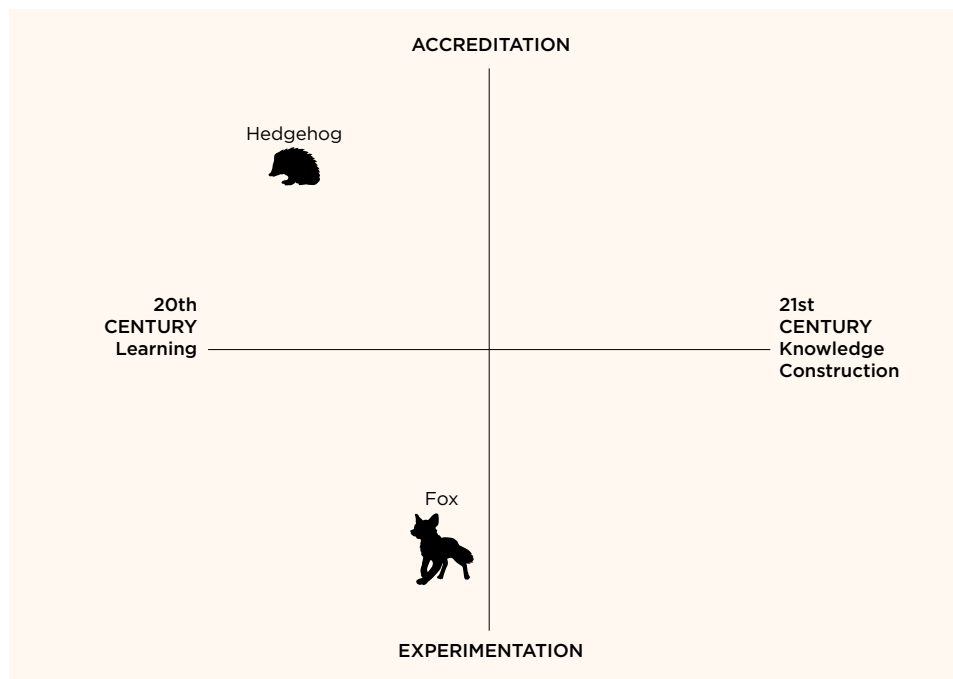 ACCREDITATION
Hedgehog
20th
CENTURY
Learning
21st
CENTURY
Knowledge
Construction
Fox
EXPERIMENTATION